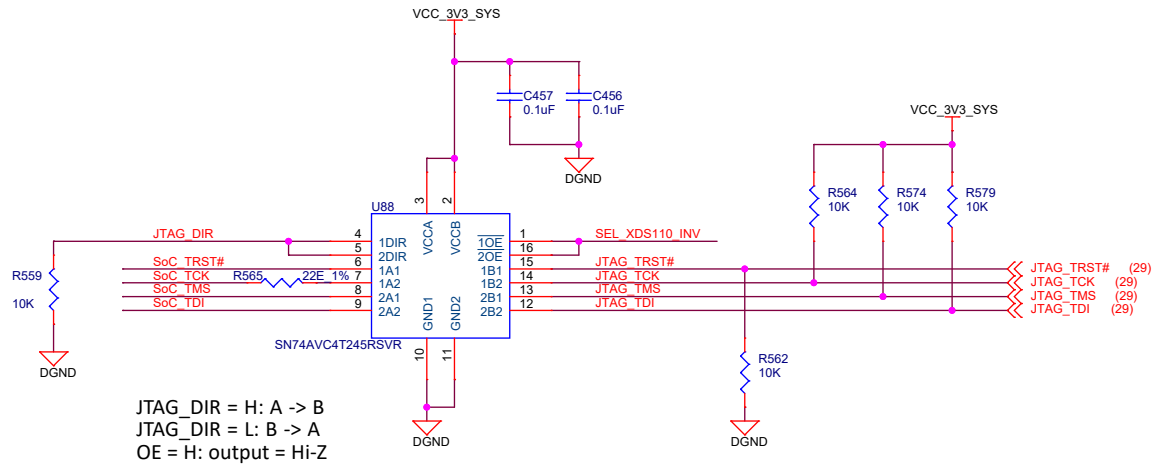 VCC_3V3_SYS
C457
0.1uF
C456
0.1uF
DGND
VCC_3V3_SYS
R564
10K
R574
10K
R579
10K
U88
3
2
VCCA
VCCB
JTAG_DIR
4
5
1DIR
2DIR
1OE
2OE
1
16
SEL_XDS110_INV
SoC_TRST#
6
1A1
1B1
15
JTAG_TRST#
JTAG_TRST# (29)
SoC_TCK
R565
22E_1%
7
1A2
1B2
14
JTAG_TCK
JTAG_TCK (29)
SoC_TMS
8
2A1
2B1
13
JTAG_TMS
JTAG_TMS (29)
SoC_TDI
9
2A2
2B2
12
JTAG_TDI
JTAG_TDI (29)
R559
10K
DGND
GND1
GND2
10
11
SN74AVC4T245RSVR
DGND
R562
10K
DGND
JTAG_DIR = H: A -> B
JTAG_DIR = L: B -> A
OE = H: output = Hi-Z